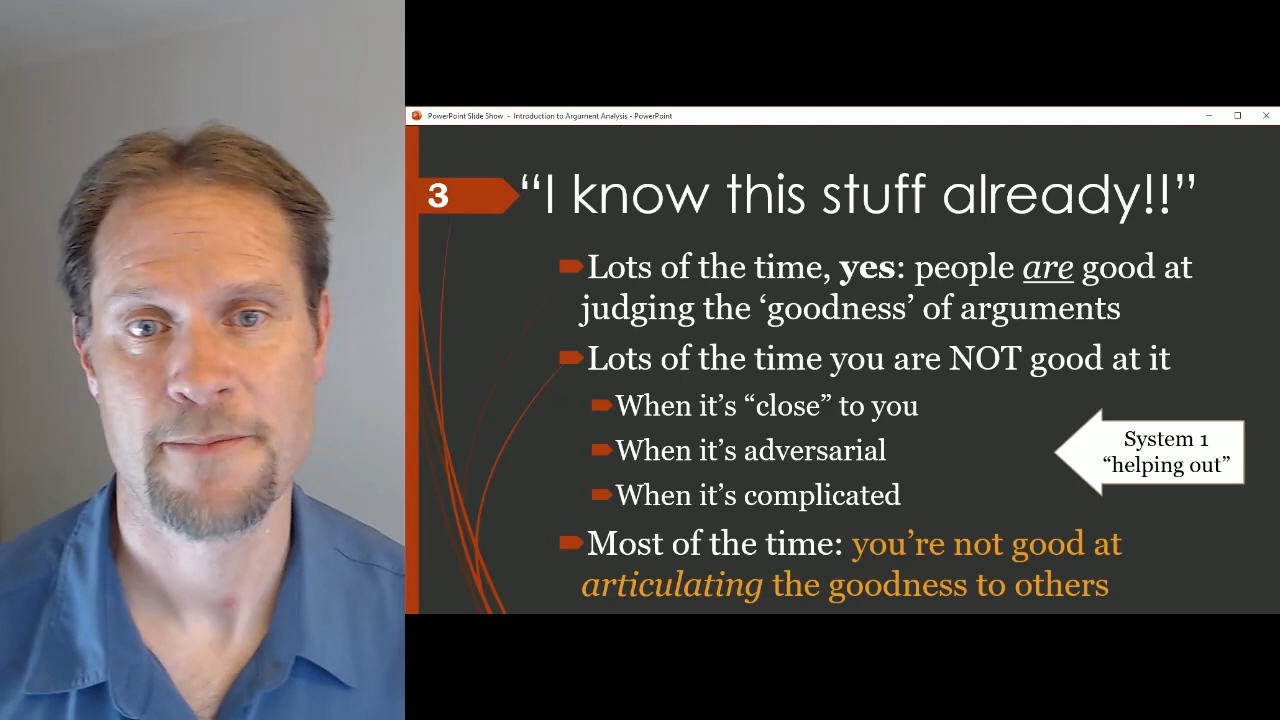 PowerPoint Slide Show - Introduction to Argument Analysis - PowerPoint
3
“I know this stuff already!!”
Lots of the time, yes: people are good at
judging the ‘goodness’ of arguments
Lots of the time you are NOT good at it
When it’s “close” to you
When it’s adversarial
When it’s complicated
System 1
“helping out”
Most of the time: you’re not good at
articulating the goodness to others